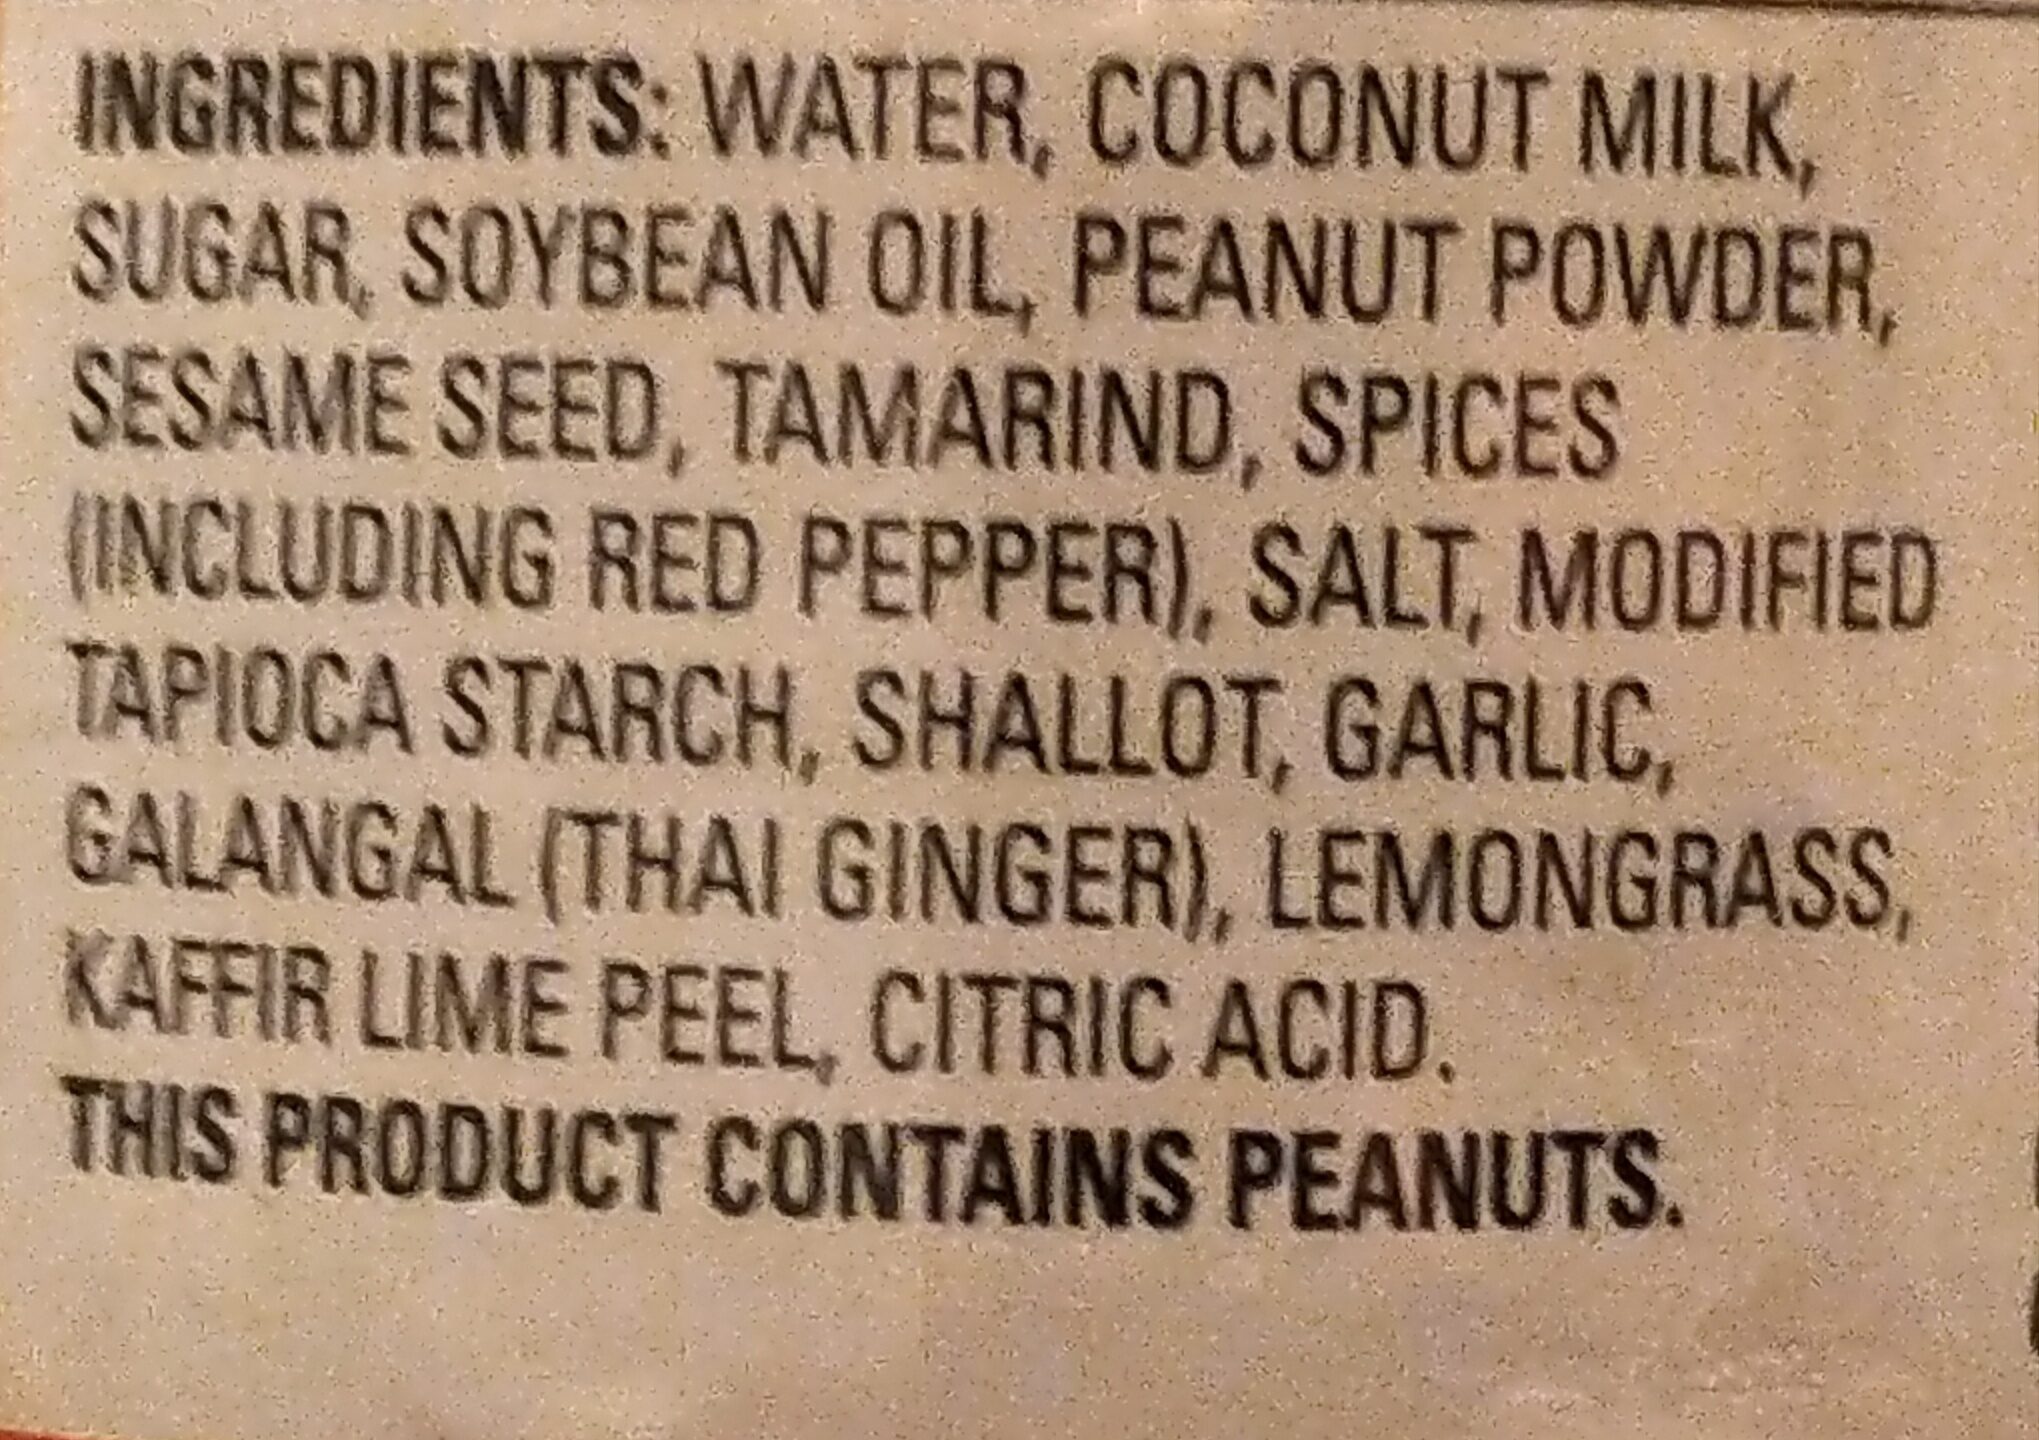 INGREDIENTS: WATER, COCONUT MILK,
SUGAR, SOYBEAN OIL, PEANUT POWDER,
SESAME SEED, TAMARIND, SPICES
(INCLUDING RED PEPPER), SALT, MODIFIED
TAPIOCA STARCH, SHALLOT, GARLIC,
GALANGAL (THAI GINGER), LEMONGRASS,
KAFFIR LIME PEEL, CITRIC ACID.
THIS PRODUCT CONTAINS PEANUTS.